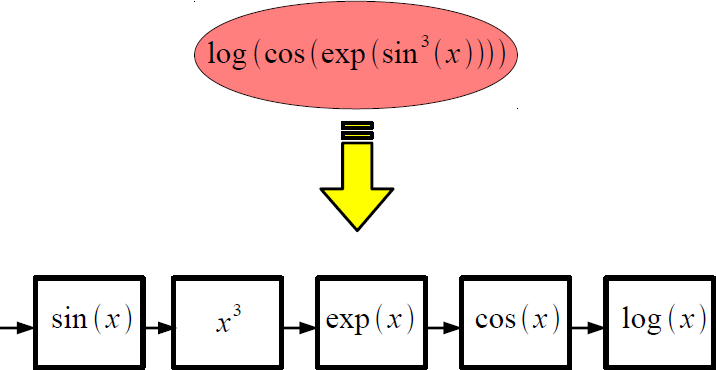 log(cos(exp(sin³(x))))
sin(x) x³ exp(x) cos(x) log(x)